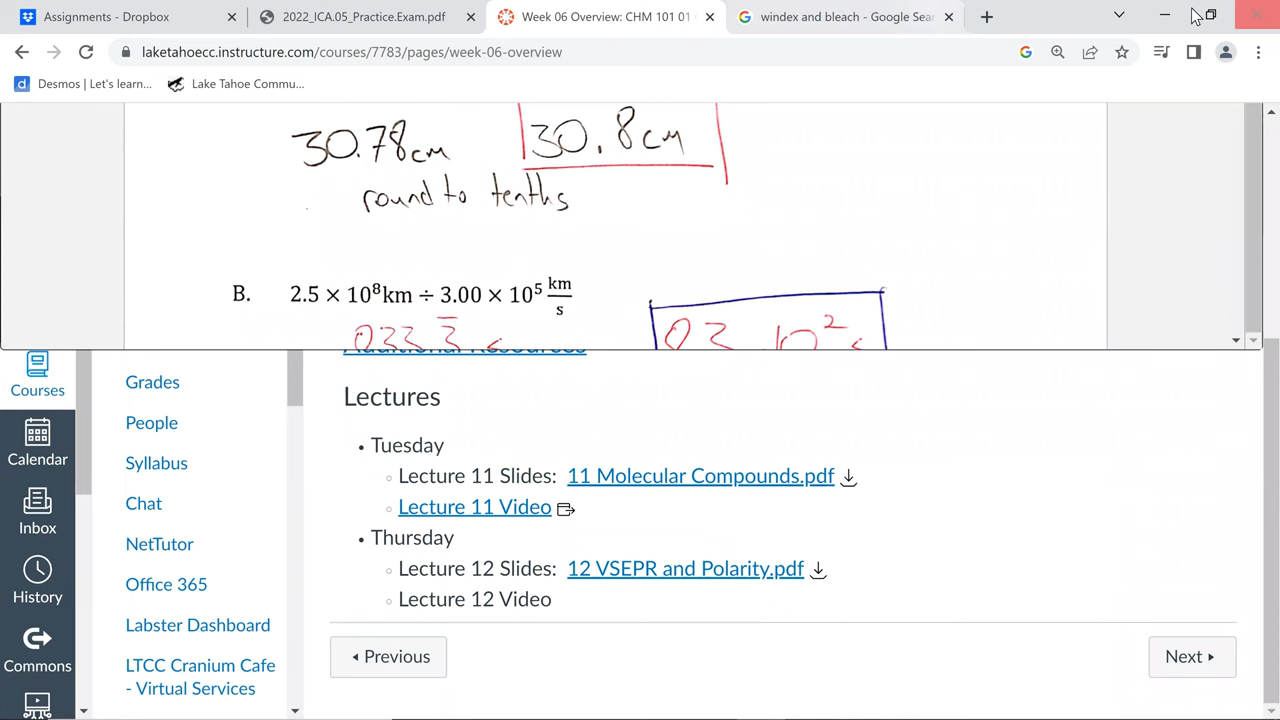 Assignments - Dropbox
2022_ICA.05_Practice.Exam.pdf
Week 06 Overview: CHM 101 01
windex and bleach - Google Sea
laketahoecc.instructure.com/courses/7783/pages/week-06-overview
Desmos | Let's learn...
Lake Tahoe Commu...
30.78cm
30.8cm
round to tenths
B. 2.5 × 10⁸km ÷ 3.00 × 10⁵ km/s
Additional Resources
Courses
Calendar
Inbox
History
Commons
Grades
People
Syllabus
Chat
NetTutor
Office 365
Labster Dashboard
LTCC Cranium Cafe
- Virtual Services
Lectures
Tuesday
Lecture 11 Slides: 11 Molecular Compounds.pdf
Lecture 11 Video
Thursday
Lecture 12 Slides: 12 VSEPR and Polarity.pdf
Lecture 12 Video
Previous
Next